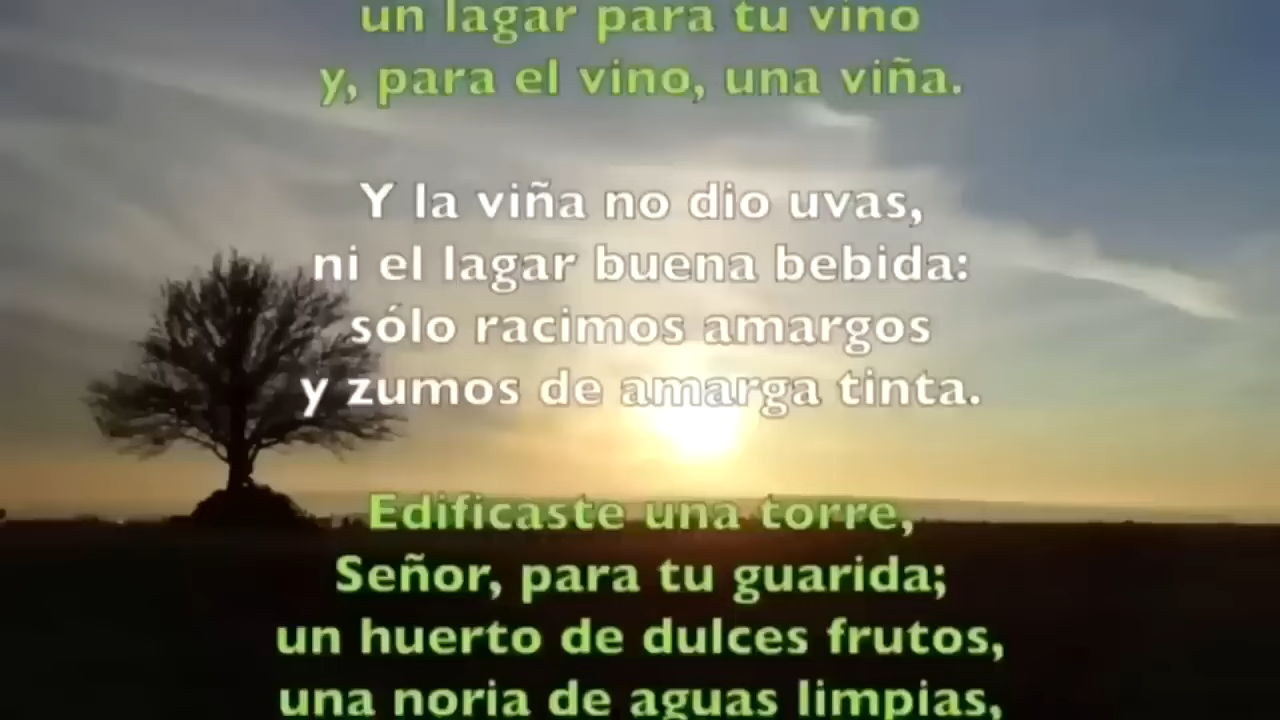 un lagar para tu vino
y, para el vino, una viña.
Y la viña no dio uvas,
ni el lagar buena bebida:
sólo racimos amargos
y zumos de amarga tinta.
Edificaste una torre,
Señor, para tu guarida;
un huerto de dulces frutos,
una noria de aguas limpias,